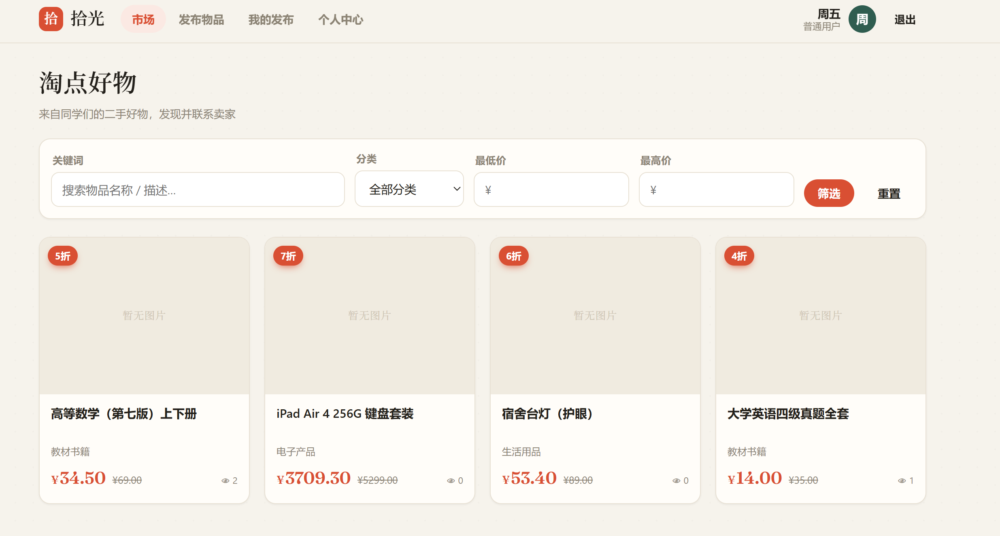 拾 拾光 市场 发布物品 我的发布 个人中心 周五 普通用户 周 退出
淘点好物
来自同学们的二手好物，发现并联系卖家
关键词 分类 最低价 最高价
搜索物品名称 / 描述... 全部分类 ¥ ¥ 筛选 重置
5折 7折 6折 4折
暂无图片 暂无图片 暂无图片 暂无图片
高等数学（第七版）上下册 iPad Air 4 256G 键盘套装 宿舍台灯（护眼） 大学英语四级真题全套
教材书籍 电子产品 生活用品 教材书籍
¥34.50 ¥69.00 2 ¥3709.30 ¥5299.00 0 ¥53.40 ¥89.00 0 ¥14.00 ¥35.00 1